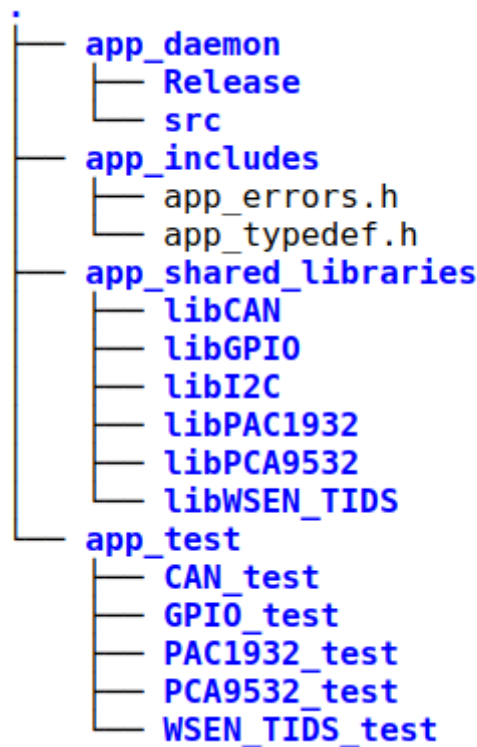 .
├── app_daemon
│   ├── Release
│   └── src
├── app_includes
│   ├── app_errors.h
│   └── app_typedef.h
├── app_shared_libraries
│   ├── libCAN
│   ├── libGPIO
│   ├── libI2C
│   ├── libPAC1932
│   ├── libPCA9532
│   └── libWSEN_TIDS
└── app_test
    ├── CAN_test
    ├── GPIO_test
    ├── PAC1932_test
    ├── PCA9532_test
    └── WSEN_TIDS_test